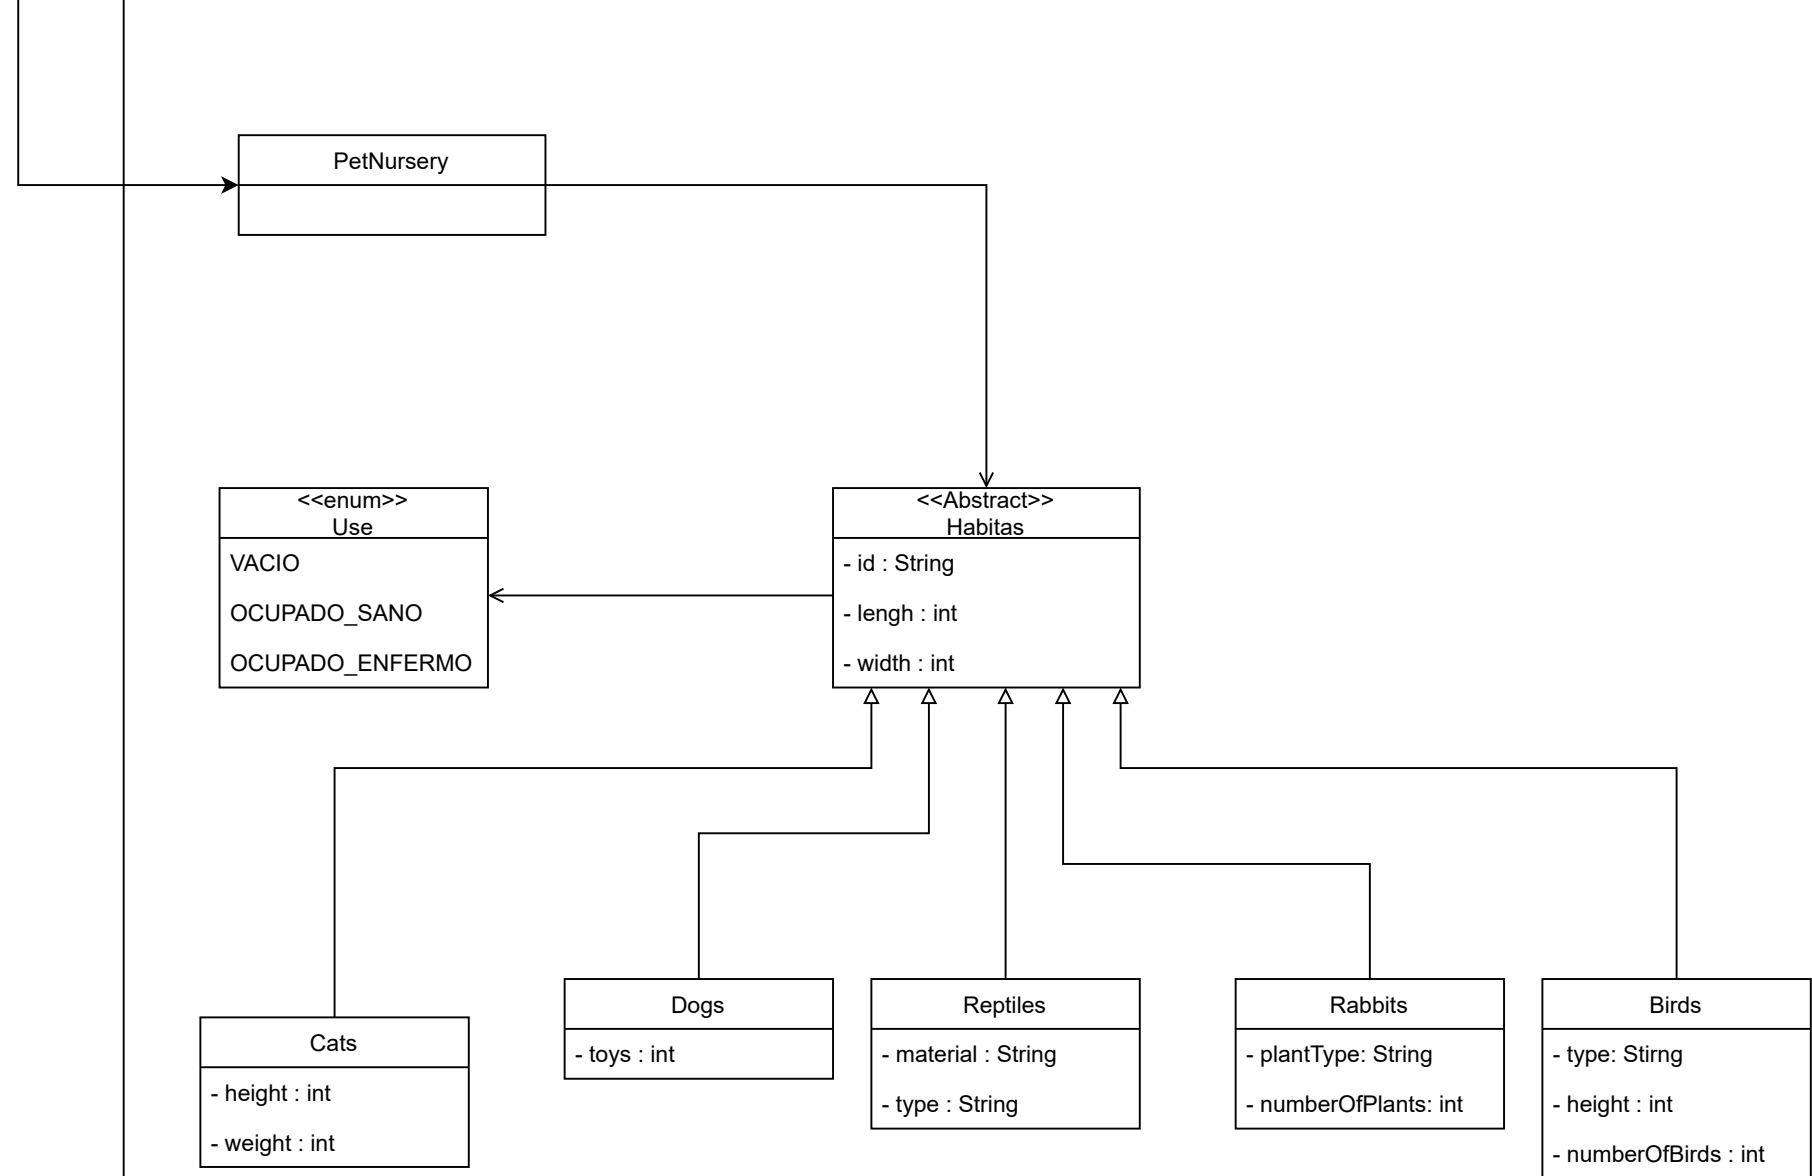 PetNursery
<<enum>>
Use
VACIO
OCUPADO_SANO
OCUPADO_ENFERMO
<<Abstract>>
Habitas
- id : String
- lengh : int
- width : int
Cats
- height : int
- weight : int
Dogs
- toys : int
Reptiles
- material : String
- type : String
Rabbits
- plantType: String
- numberOfPlants: int
Birds
- type: Stirng
- height : int
- numberOfBirds : int